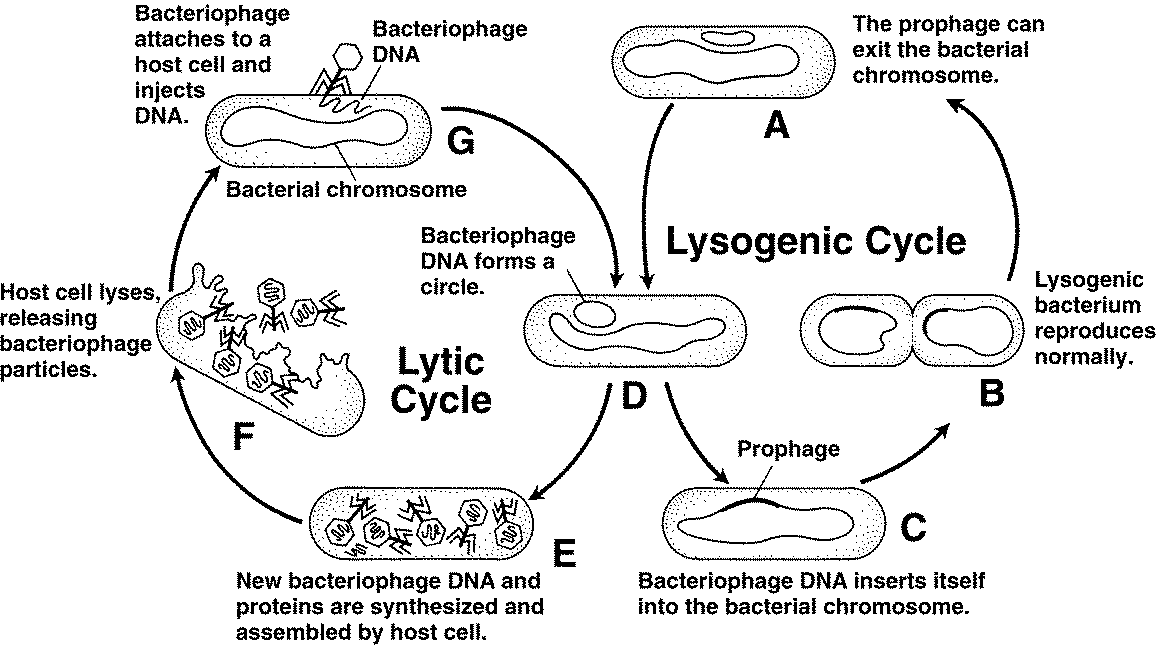 Bacteriophage
attaches to a
host cell and
injects
DNA.
Bacteriophage
DNA
G
Bacterial chromosome
The prophage can
exit the bacterial
chromosome.
A
Lysogenic Cycle
Bacteriophage
DNA forms a
circle.
D
Lysogenic
bacterium
reproduces
normally.
B
Host cell lyses,
releasing
bacteriophage
particles.
F
Lytic
Cycle
Prophage
C
Bacteriophage DNA inserts itself
into the bacterial chromosome.
E
New bacteriophage DNA and
proteins are synthesized and
assembled by host cell.